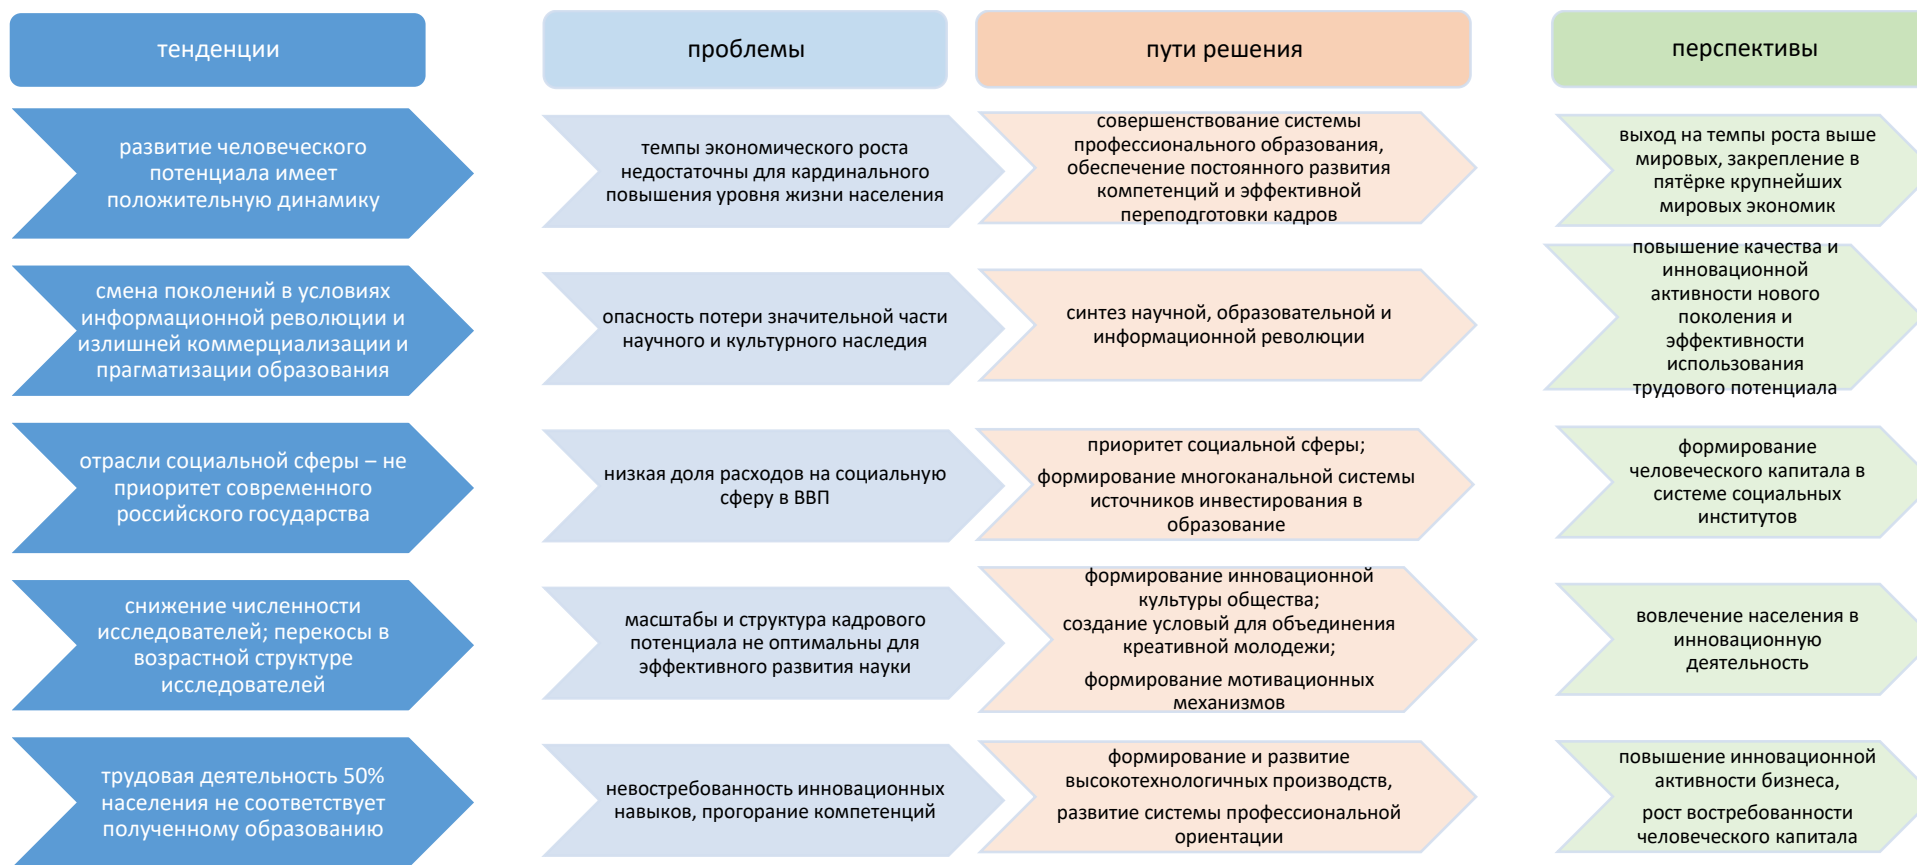 тенденции
проблемы
пути решения
перспективы
развитие человеческого
потенциала имеет
положительную динамику
темпы экономического роста
недостаточны для кардинального
повышения уровня жизни населения
совершенствование системы
профессионального образования,
обеспечение постоянного развития
компетенций и эффективной
переподготовки кадров
выход на темпы роста выше
мировых, закрепление в
пятёрке крупнейших
мировых экономик
смена поколений в условиях
информационной революции и
излишней коммерциализации и
прагматизации образования
опасность потери значительной части
научного и культурного наследия
синтез научной, образовательной и
информационной революции
повышение качества и
инновационной
активности нового
поколения и
эффективности
использования
трудового потенциала
отрасли социальной сферы – не
приоритет современного
российского государства
низкая доля расходов на социальную
сферу в ВВП
приоритет социальной сферы;
формирование многоканальной системы
источников инвестирования в
образование
формирование
человеческого капитала в
системе социальных
институтов
снижение численности
исследователей; перекосы в
возрастной структуре
исследователей
масштабы и структура кадрового
потенциала не оптимальны для
эффективного развития науки
формирование инновационной
культуры общества;
создание условый для объединения
креативной молодежи;
формирование мотивационных
механизмов
вовлечение населения в
инновационную
деятельность
трудовая деятельность 50%
населения не соответствует
полученному образованию
невостребованность инновационных
навыков, прогорание компетенций
формирование и развитие
высокотехнологичных производств,
развитие системы профессиональной
ориентации
повышение инновационной
активности бизнеса,
рост востребованности
человеческого капитала